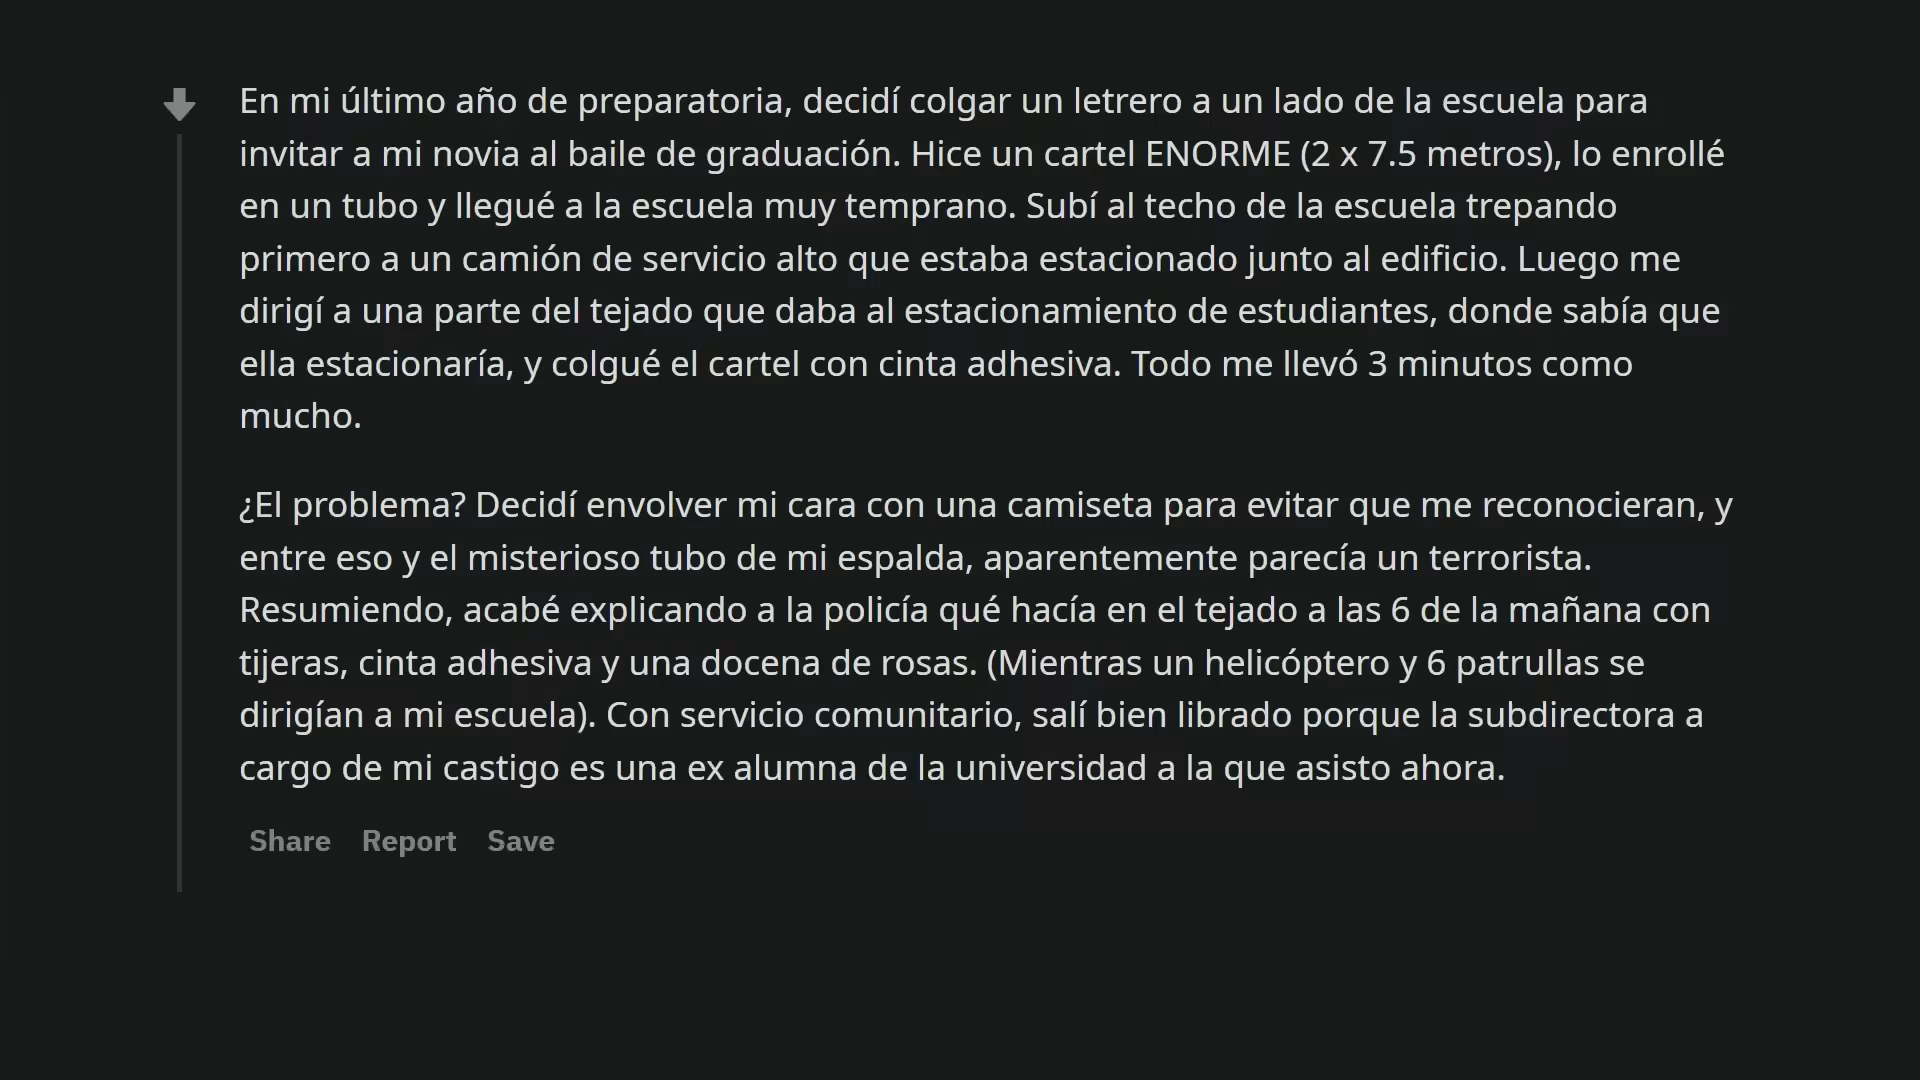 En mi último año de preparatoria, decidí colgar un letrero a un lado de la escuela para
invitar a mi novia al baile de graduación. Hice un cartel ENORME (2 x 7.5 metros), lo enrollé
en un tubo y llegué a la escuela muy temprano. Subí al techo de la escuela trepando
primero a un camión de servicio alto que estaba estacionado junto al edificio. Luego me
dirigí a una parte del tejado que daba al estacionamiento de estudiantes, donde sabía que
ella estacionaría, y colgué el cartel con cinta adhesiva. Todo me llevó 3 minutos como
mucho.
¿El problema? Decidí envolver mi cara con una camiseta para evitar que me reconocieran, y
entre eso y el misterioso tubo de mi espalda, aparentemente parecía un terrorista.
Resumiendo, acabé explicando a la policía qué hacía en el tejado a las 6 de la mañana con
tijeras, cinta adhesiva y una docena de rosas. (Mientras un helicóptero y 6 patrullas se
dirigían a mi escuela). Con servicio comunitario, salí bien librado porque la subdirectora a
cargo de mi castigo es una ex alumna de la universidad a la que asisto ahora.
Share Report Save